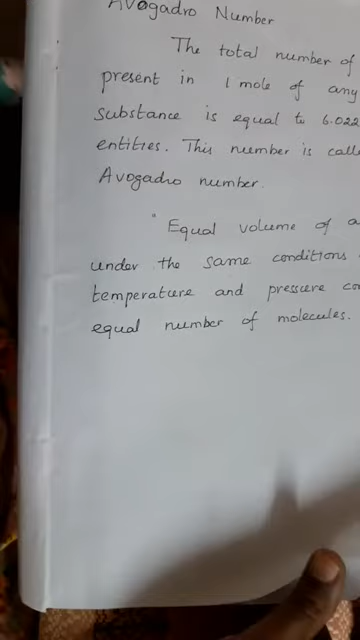 Avogadro Number
The total number of
present in 1 mole of any
substance is equal to 6.022
entities. This number is calle
Avogadro number.
" Equal volume of a
under the same conditions
temperature and pressure co
equal number of molecules.